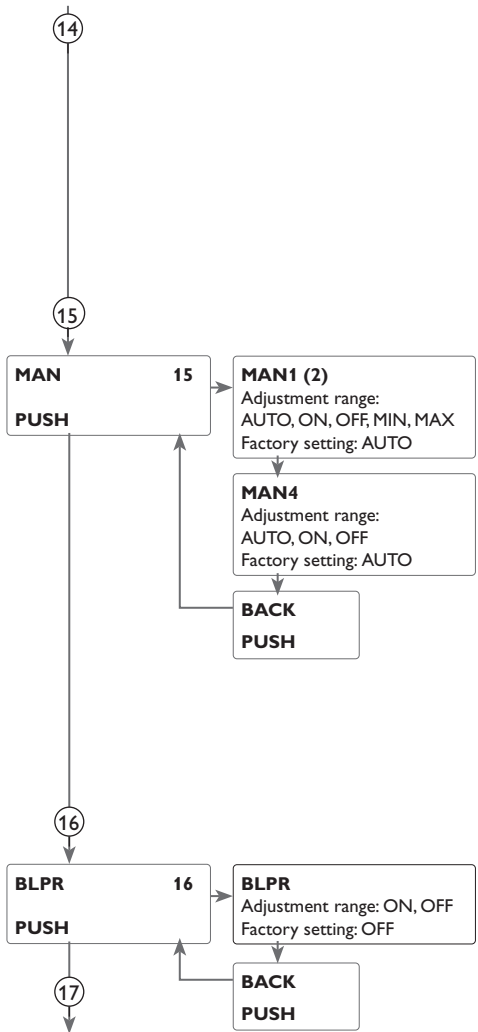 14
15
MAN 15
PUSH
MAN1 (2)
Adjustment range:
AUTO, ON, OFF, MIN, MAX
Factory setting: AUTO
MAN4
Adjustment range:
AUTO, ON, OFF
Factory setting: AUTO
BACK
PUSH
16
BLPR 16
PUSH
BLPR
Adjustment range: ON, OFF
Factory setting: OFF
BACK
PUSH
17